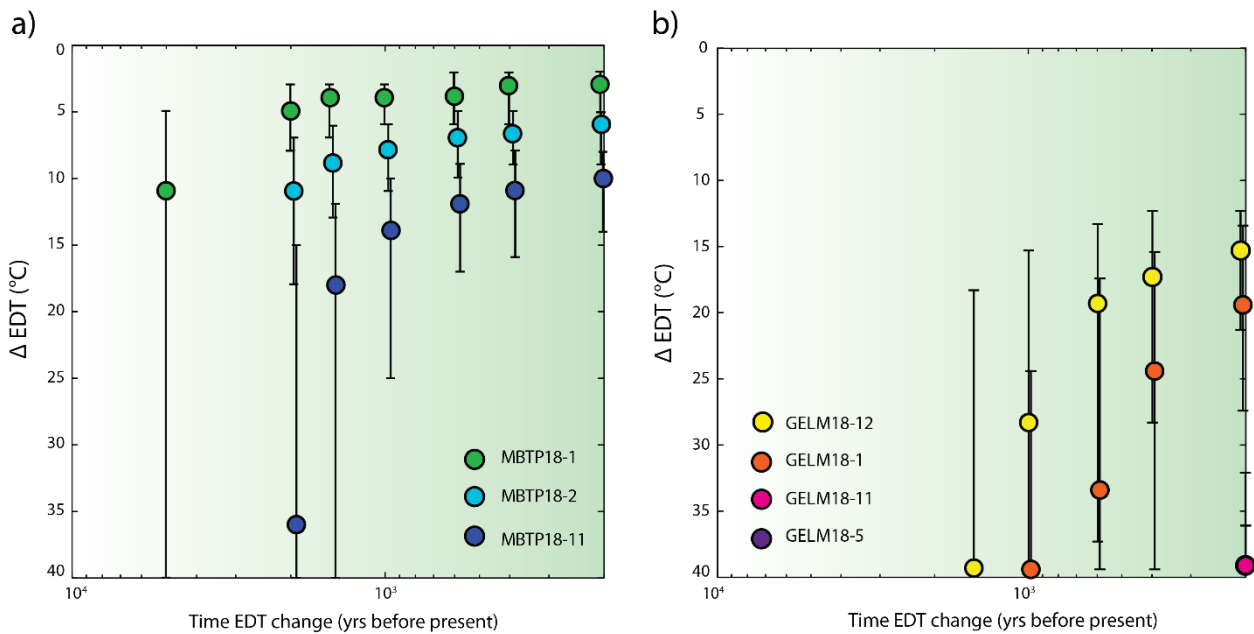 a)
0
5
10
15
20
25
30
35
40
Δ EDT (°C)
10⁴
10³
Time EDT change (yrs before present)
MBTP18-1
MBTP18-2
MBTP18-11
b)
0
5
10
15
20
25
30
35
40
Δ EDT (°C)
10⁴
10³
Time EDT change (yrs before present)
GELM18-12
GELM18-1
GELM18-11
GELM18-5